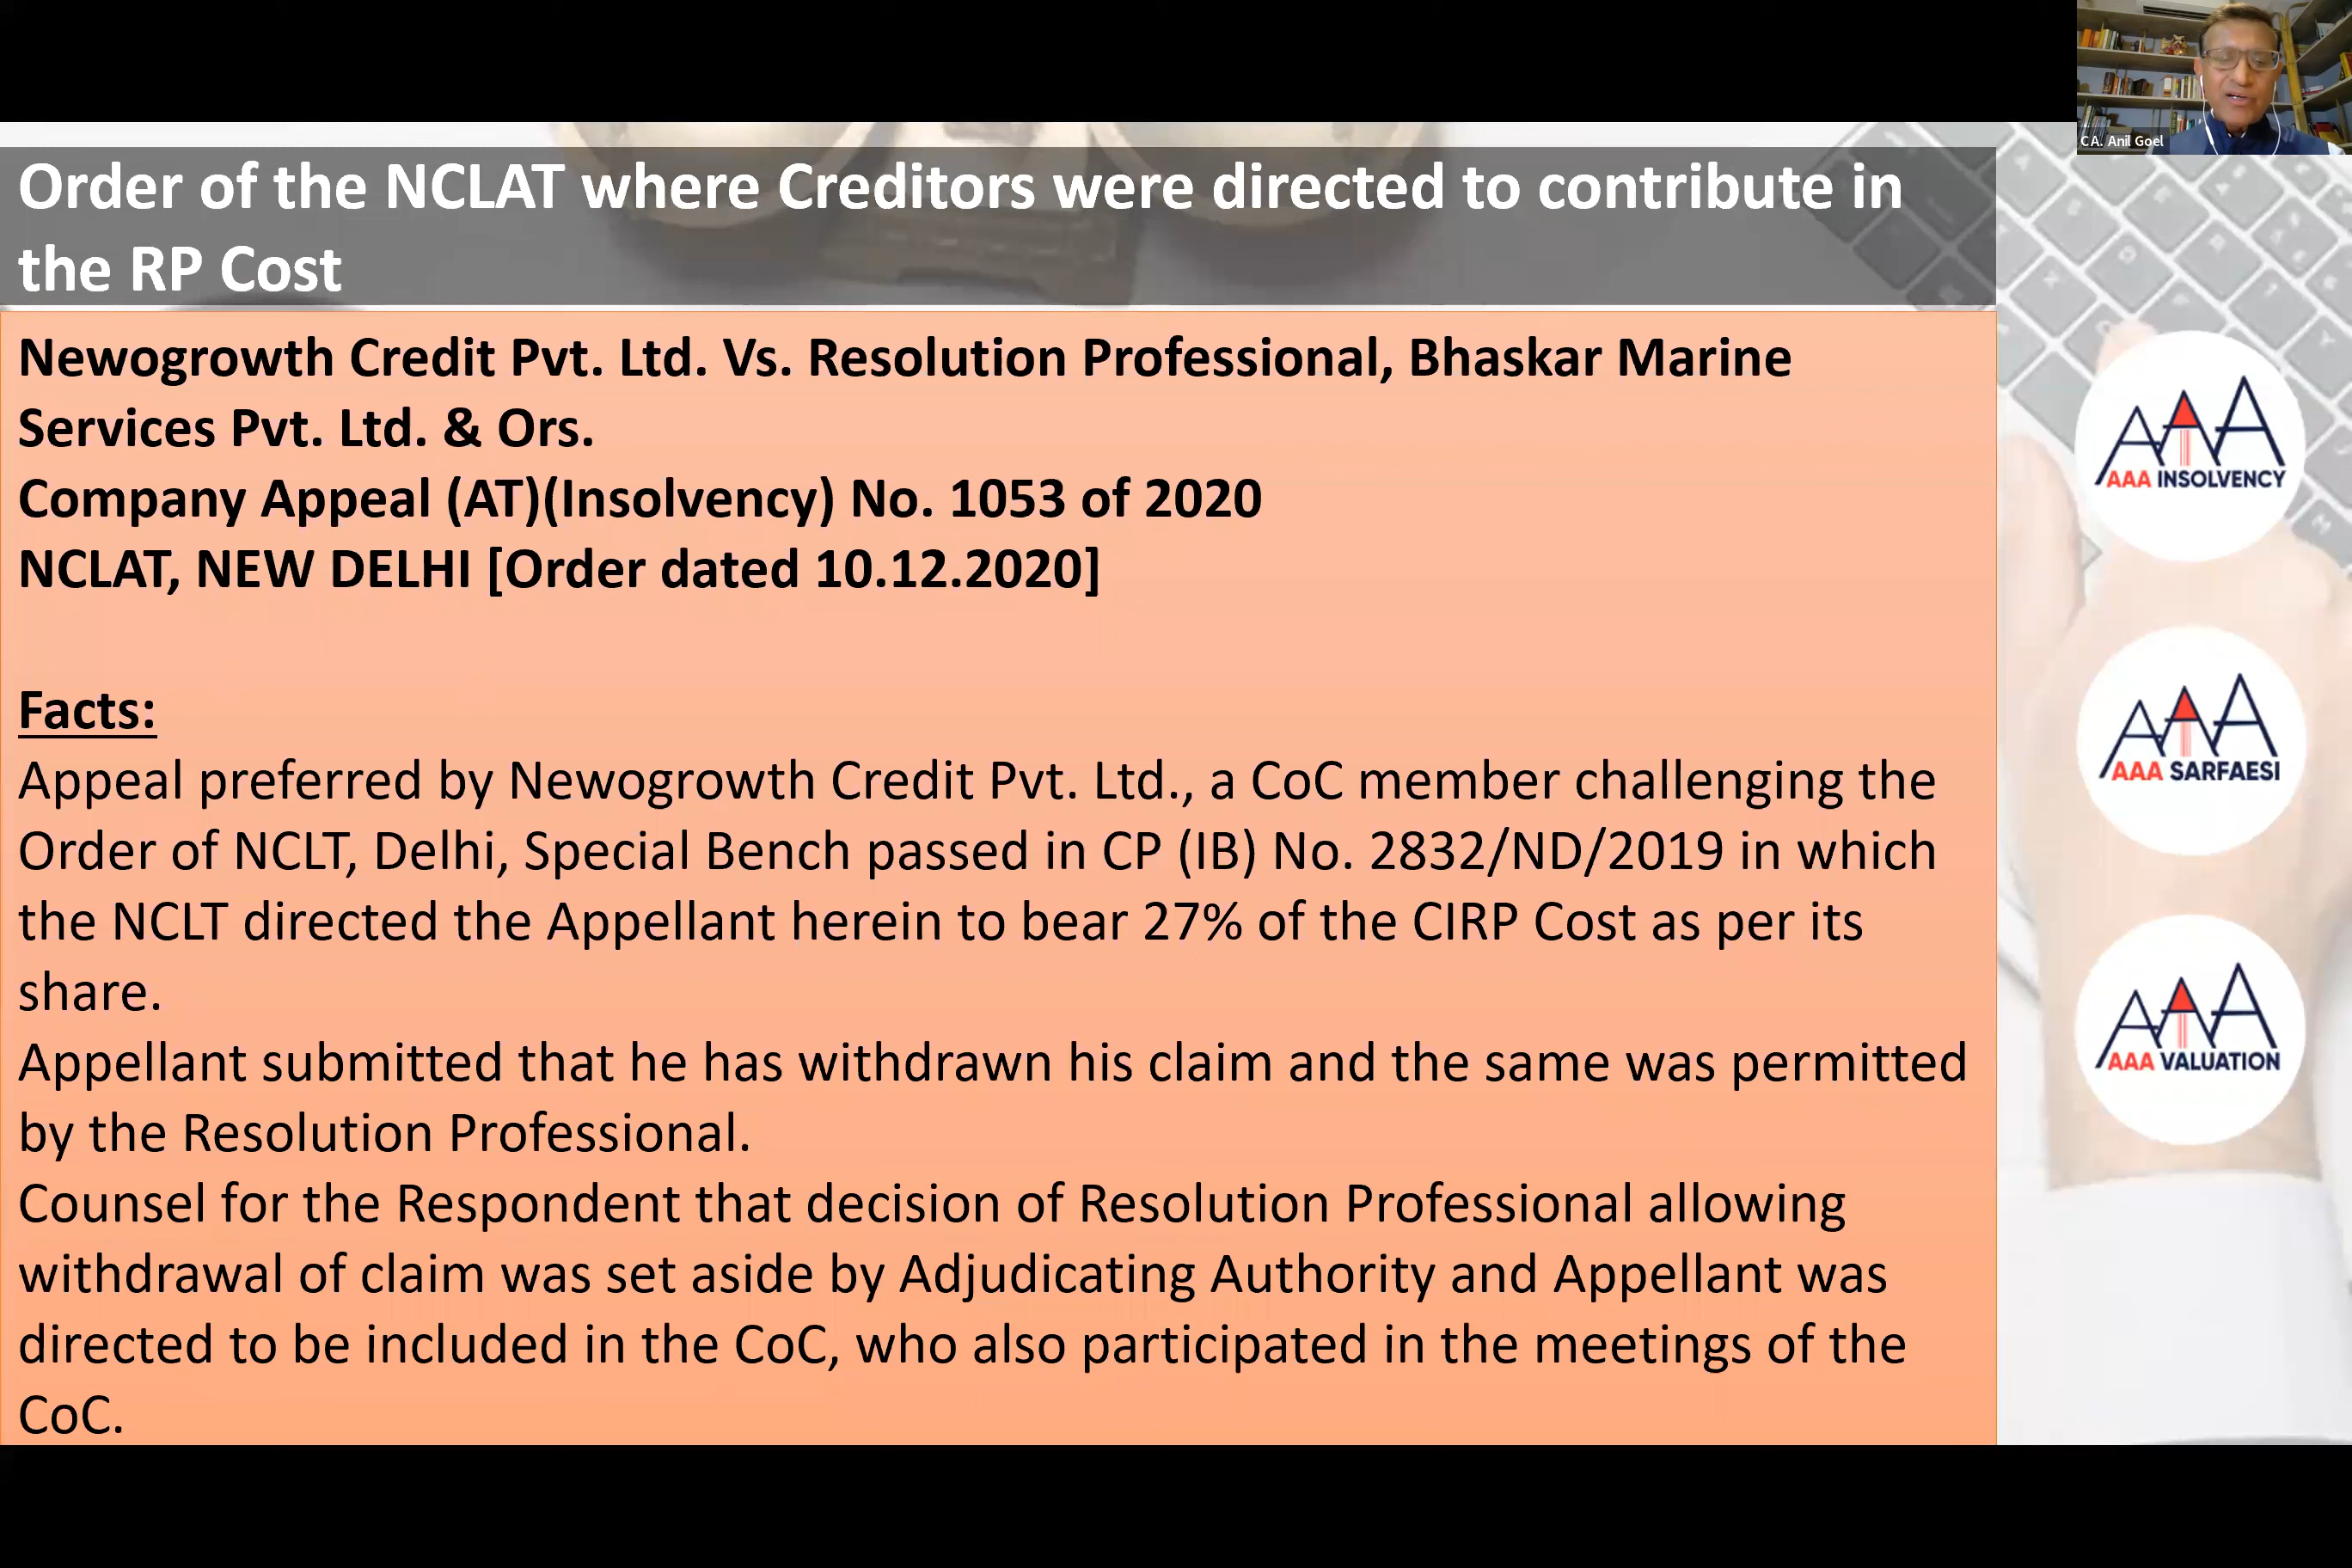 CA. Anil Goel
Order of the NCLAT where Creditors were directed to contribute in
the RP Cost
Newogrowth Credit Pvt. Ltd. Vs. Resolution Professional, Bhaskar Marine
Services Pvt. Ltd. & Ors.
Company Appeal (AT)(Insolvency) No. 1053 of 2020
NCLAT, NEW DELHI [Order dated 10.12.2020]
Facts:
Appeal preferred by Newogrowth Credit Pvt. Ltd., a CoC member challenging the
Order of NCLT, Delhi, Special Bench passed in CP (IB) No. 2832/ND/2019 in which
the NCLT directed the Appellant herein to bear 27% of the CIRP Cost as per its
share.
Appellant submitted that he has withdrawn his claim and the same was permitted
by the Resolution Professional.
Counsel for the Respondent that decision of Resolution Professional allowing
withdrawal of claim was set aside by Adjudicating Authority and Appellant was
directed to be included in the CoC, who also participated in the meetings of the
CoC.
AAA
AAA INSOLVENCY
AAA
AAA SARFAESI
AAA
AAA VALUATION